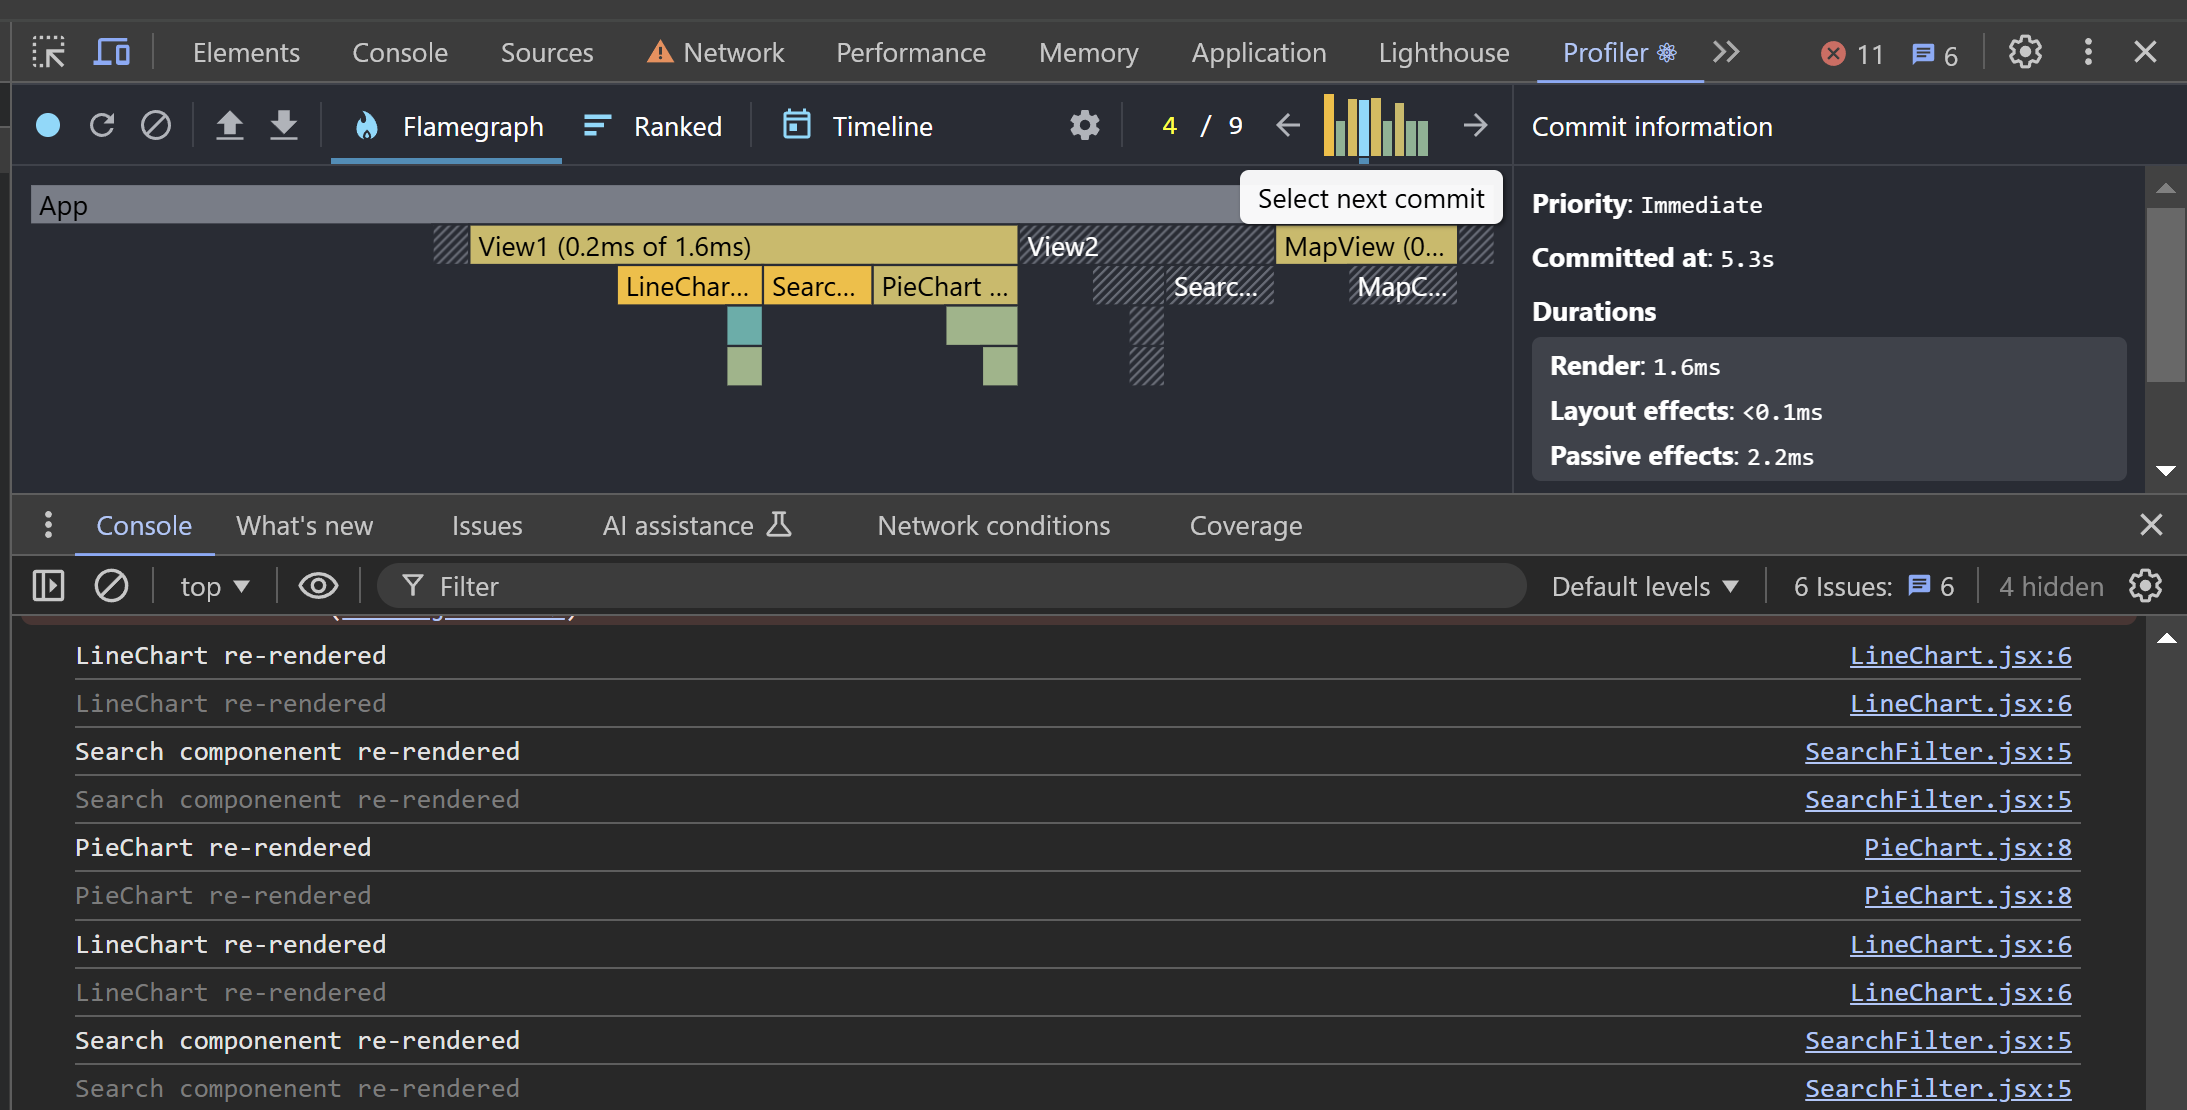 Elements Console Sources Network Performance Memory Application Lighthouse Profiler 11 6
Flamegraph Ranked Timeline 4 / 9 Commit information
App
Select next commit
View1 (0.2ms of 1.6ms) View2 MapView (0...
LineChar... Searc... PieChart ... Searc... MapC...
Priority: Immediate
Committed at: 5.3s
Durations
Render: 1.6ms
Layout effects: <0.1ms
Passive effects: 2.2ms
Console What's new Issues AI assistance Network conditions Coverage
top Filter Default levels 6 Issues: 6 4 hidden
LineChart re-rendered LineChart.jsx:6
LineChart re-rendered LineChart.jsx:6
Search componenent re-rendered SearchFilter.jsx:5
Search componenent re-rendered SearchFilter.jsx:5
PieChart re-rendered PieChart.jsx:8
PieChart re-rendered PieChart.jsx:8
LineChart re-rendered LineChart.jsx:6
LineChart re-rendered LineChart.jsx:6
Search componenent re-rendered SearchFilter.jsx:5
Search componenent re-rendered SearchFilter.jsx:5